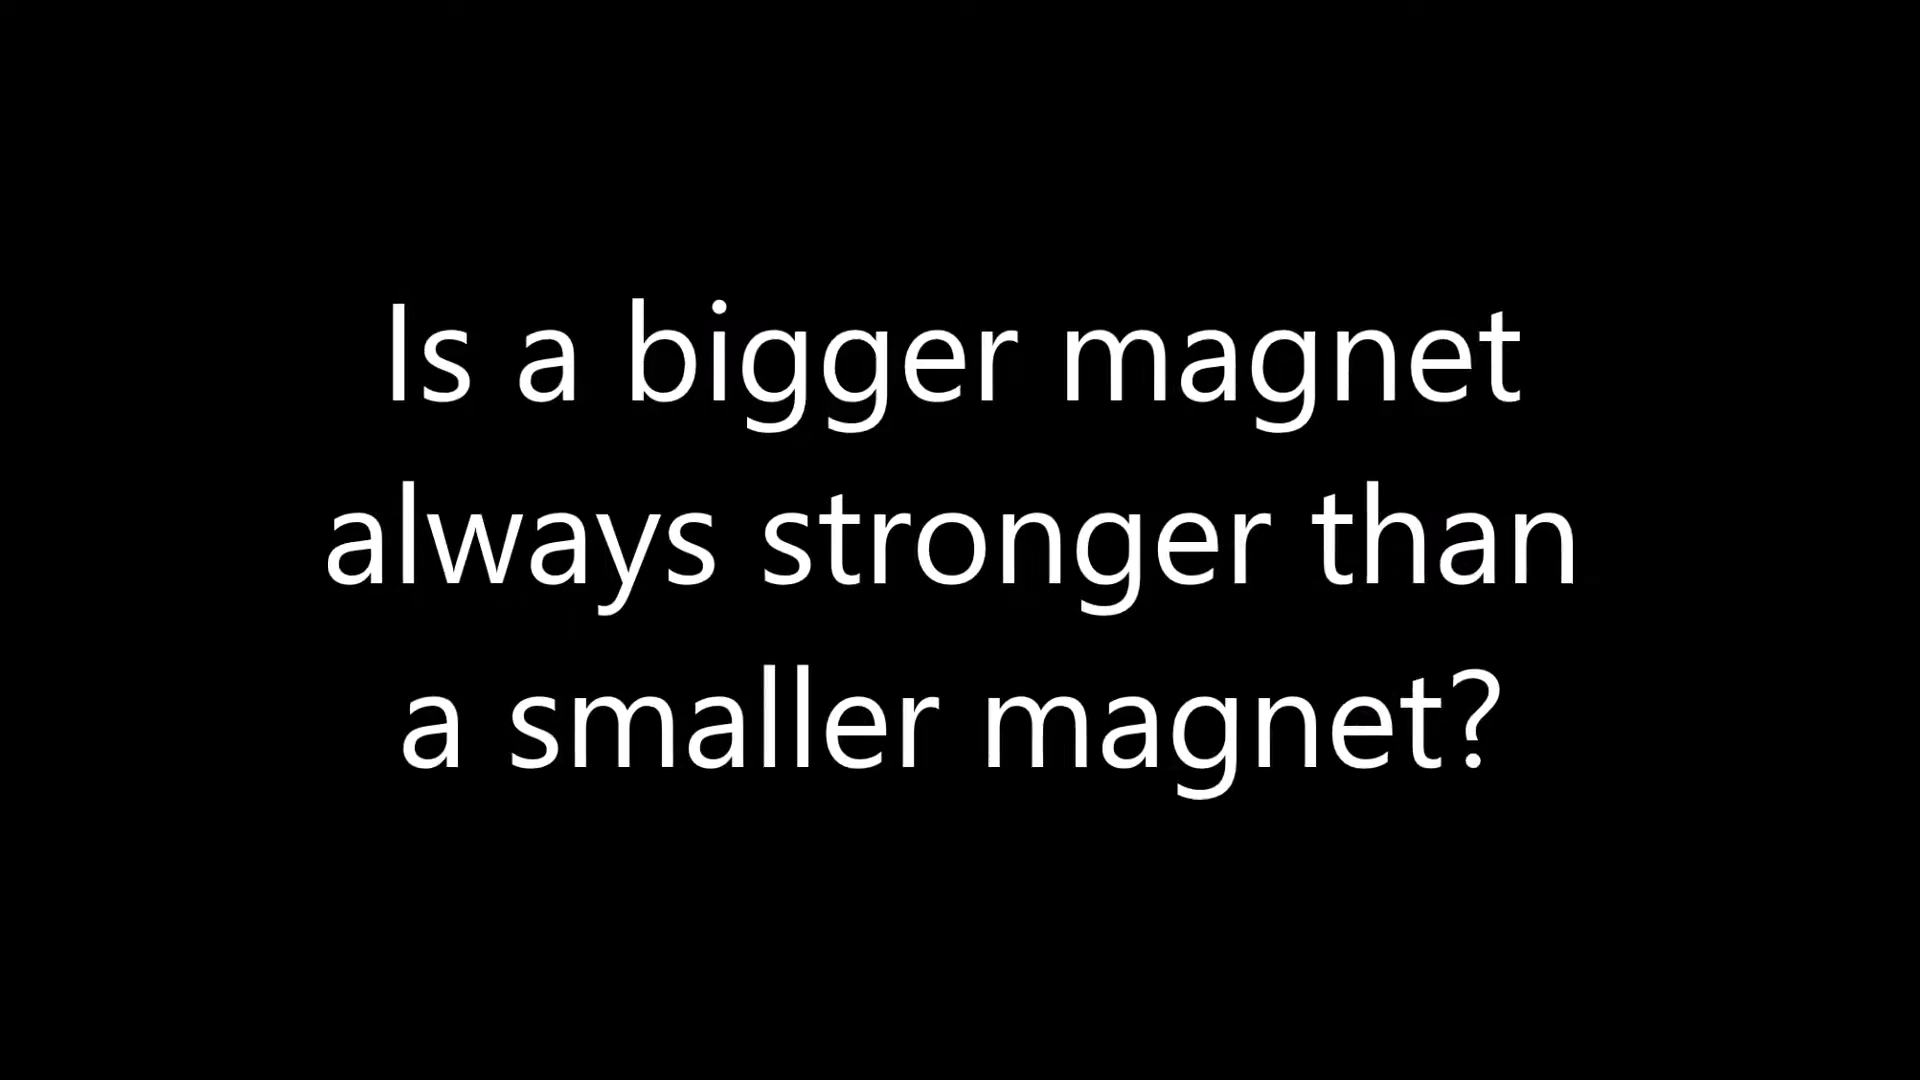 Is a bigger magnet
always stronger than
a smaller magnet?